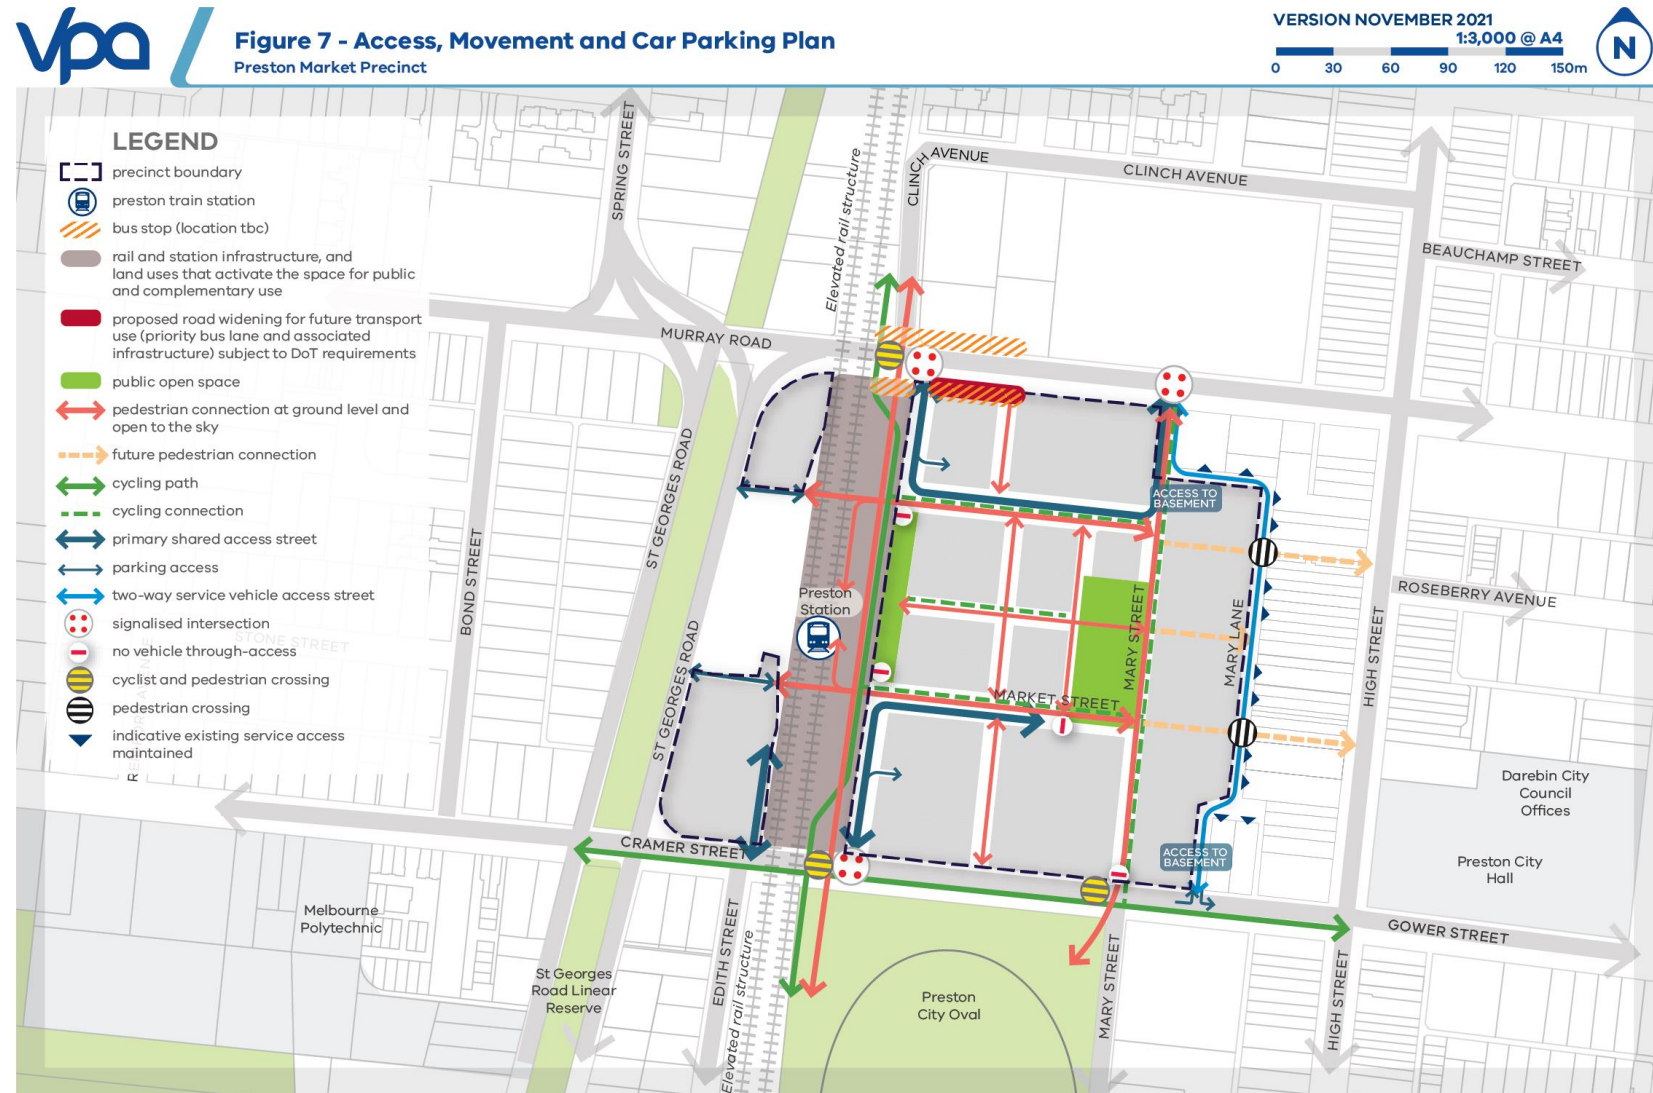 vpa
Figure 7 - Access, Movement and Car Parking Plan
Preston Market Precinct
VERSION NOVEMBER 2021
1:3,000 @ A4
0 30 60 90 120 150m
N
LEGEND
precinct boundary
preston train station
bus stop (location tbc)
rail and station infrastructure, and
land uses that activate the space for public
and complementary use
proposed road widening for future transport
use (priority bus lane and associated
infrastructure) subject to DoT requirements
public open space
pedestrian connection at ground level and
open to the sky
future pedestrian connection
cycling path
cycling connection
primary shared access street
parking access
two-way service vehicle access street
signalised intersection
no vehicle through-access
cyclist and pedestrian crossing
pedestrian crossing
indicative existing service access
maintained
STONE STREET
SPRING STREET
Elevated rail structure
CLINCH AVENUE
CLINCH AVENUE
BEAUCHAMP STREET
MURRAY ROAD
ST GEORGES ROAD
BOND STREET
ACCESS TO
BASEMENT
Preston
Station
ROSEBERRY AVENUE
MARY STREET
MARY LANE
HIGH STREET
ST GEORGES ROAD
MARKET STREET
Darebin City
Council
Offices
CRAMER STREET
ACCESS TO
BASEMENT
Preston City
Hall
Melbourne
Polytechnic
GOWER STREET
EDITH STREET
Elevated rail structure
St Georges
Road Linear
Reserve
Preston
City Oval
MARY STREET
HIGH STREET